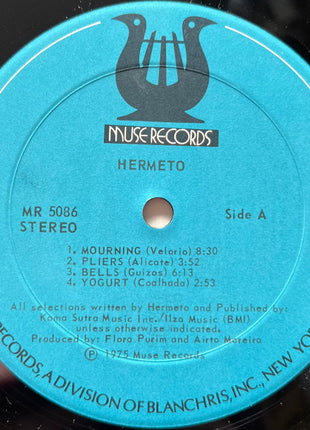 MUSE RECORDS
HERMETO
MR 5086
STEREO
Side A
1. MOURNING (Velorio) 8:30
2. PLIERS (Alicate) 3:52
3. BELLS (Guizos) 6:13
4. YOGURT (Coalhada) 2:53
All selections written by Hermeto and Published by:
Kama Sutra Music Inc./Ilza Music (BMI)
unless otherwise indicated.
Produced by: Flora Purim and Airto Moreira
Ⓟ 1975 Muse Records
RECORDS, A DIVISION OF BLANCHRIS, INC., NEW YORK